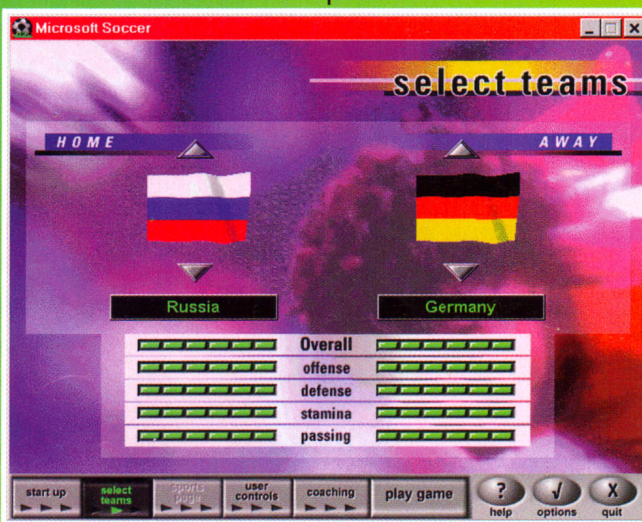 Microsoft Soccer
select teams
HOME
AWAY
Russia
Germany
Overall
offense
defense
stamina
passing
start up
select
teams
sports
page
user
controls
coaching
play game
?
help
√
options
X
quit